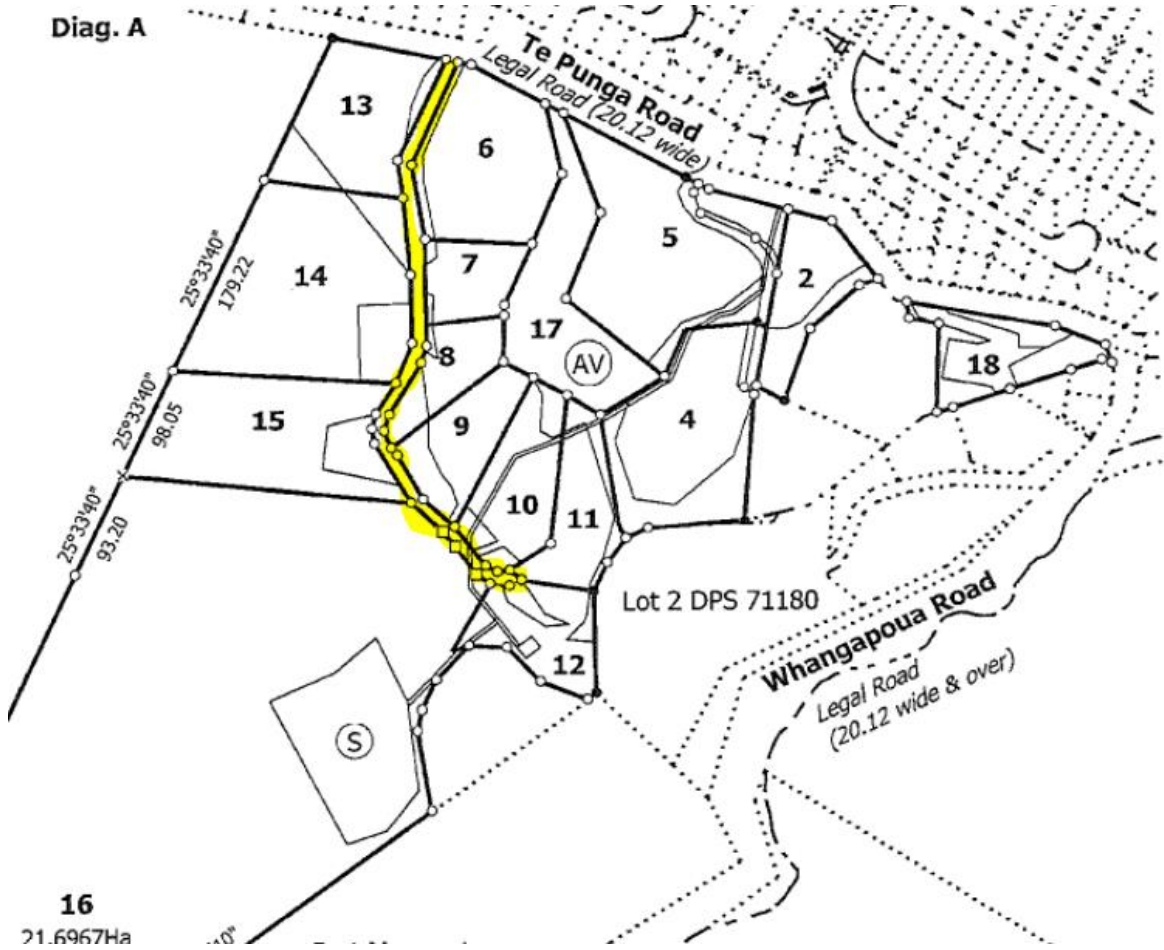 Diag. A
Te Punga Road
Legal Road (20.12 wide)
13
6
5
2
7
14
25°33'40"
179.22
17
AV
8
18
25°33'40"
98.05
15
9
4
10
11
25°33'40"
93.20
Lot 2 DPS 71180
Whangapoua Road
Legal Road
(20.12 wide & over)
12
S
16
21.6967Ha